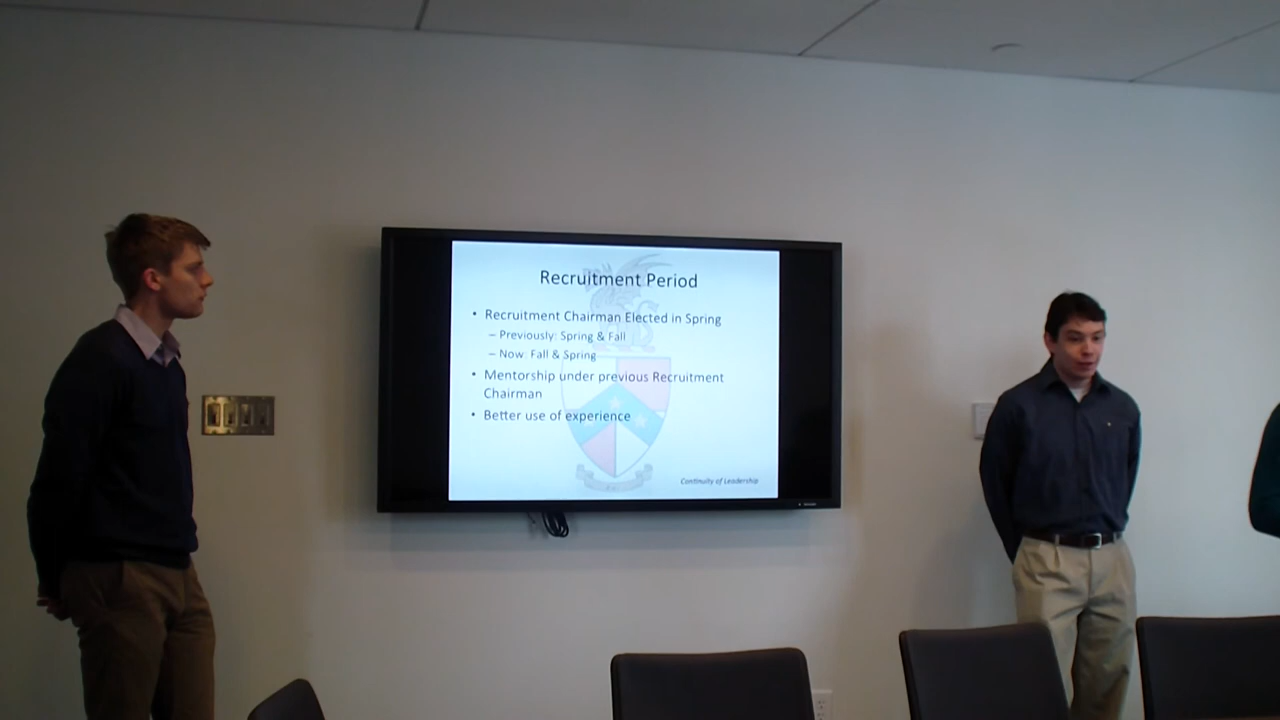 Recruitment Period
• Recruitment Chairman Elected in Spring
– Previously: Spring & Fall
– Now: Fall & Spring
• Mentorship under previous Recruitment
Chairman
• Better use of experience
Continuity of Leadership